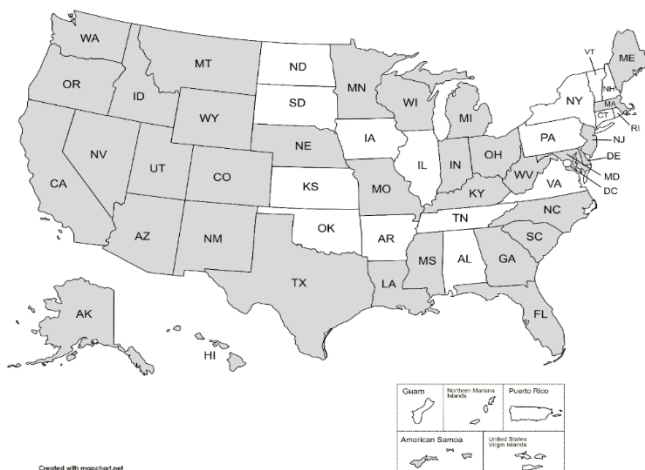 WA
MT
ND
MN
VT
ME
OR
ID
SD
WI
MI
NY
NH
MA
CT
RI
WY
IA
PA
NJ
NE
NV
UT
CO
IL
IN
OH
DE
MD
DC
WV
VA
CA
KS
MO
KY
AZ
NM
OK
AR
TN
NC
SC
TX
LA
MS
AL
GA
FL
AK
HI
Guam
Northern Mariana
Islands
Puerto Rico
American Samoa
United States
Virgin Islands
Created with mapchart.net